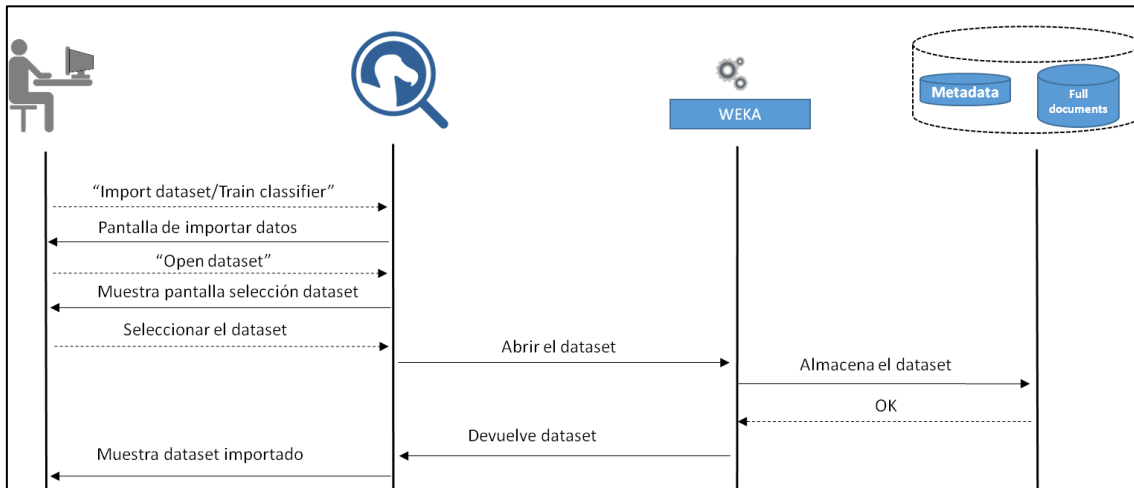 WEKA
Metadata
Full
documents
“Import dataset/Train classifier”
Pantalla de importar datos
“Open dataset”
Muestra pantalla selección dataset
Seleccionar el dataset
Abrir el dataset
Almacena el dataset
OK
Devuelve dataset
Muestra dataset importado